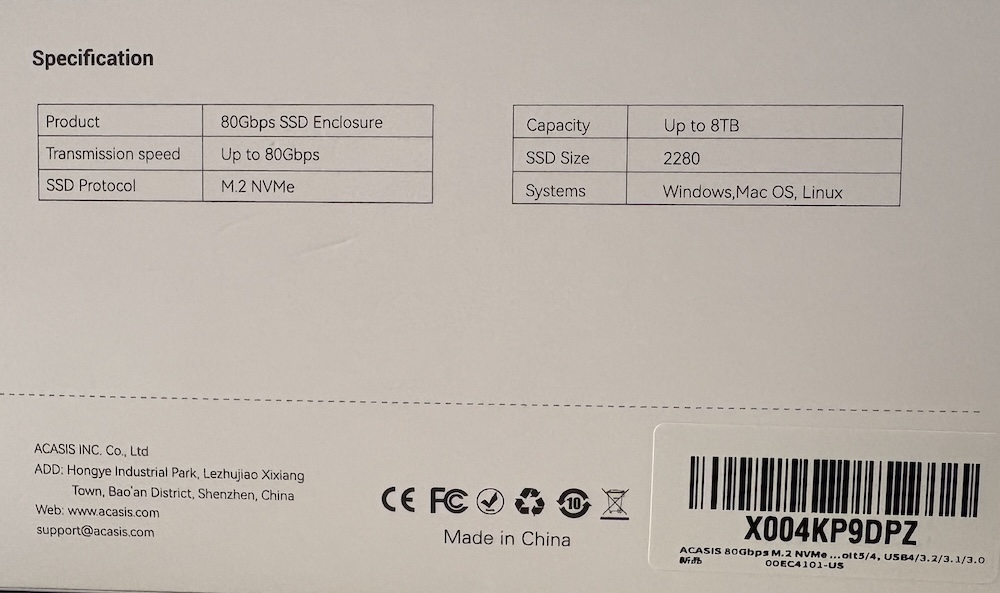 Specification
Product 80Gbps SSD Enclosure
Transmission speed Up to 80Gbps
SSD Protocol M.2 NVMe
Capacity Up to 8TB
SSD Size 2280
Systems Windows,Mac OS, Linux
ACASIS INC. Co., Ltd
ADD: Hongye Industrial Park, Lezhujiao Xixiang
Town, Bao'an District, Shenzhen, China
Web: www.acasis.com
support@acasis.com
CE FC 10
Made in China
X004KP9DPZ
ACASIS 80Gbps M.2 NVMe ...olt5/4, USB4/3.2/3.1/3.0
00EC4101-US